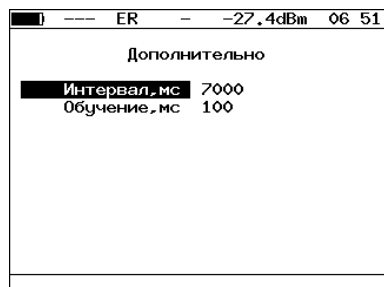 --- ER - -27.4dBm 06 51
Дополнительно
Интервал,мс 7000
Обучение,мс 100